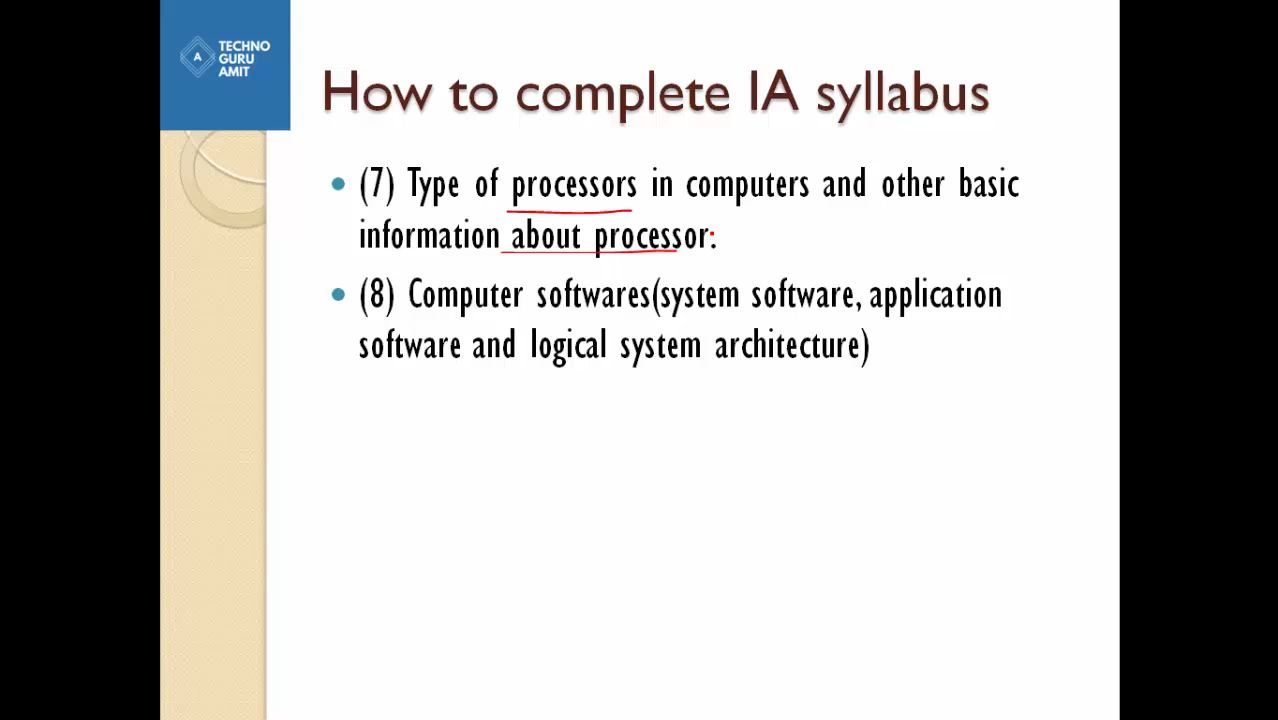 TECHNO
GURU
AMIT
A
How to complete IA syllabus
(7) Type of processors in computers and other basic
information about processor.
(8) Computer softwares(system software, application
software and logical system architecture)